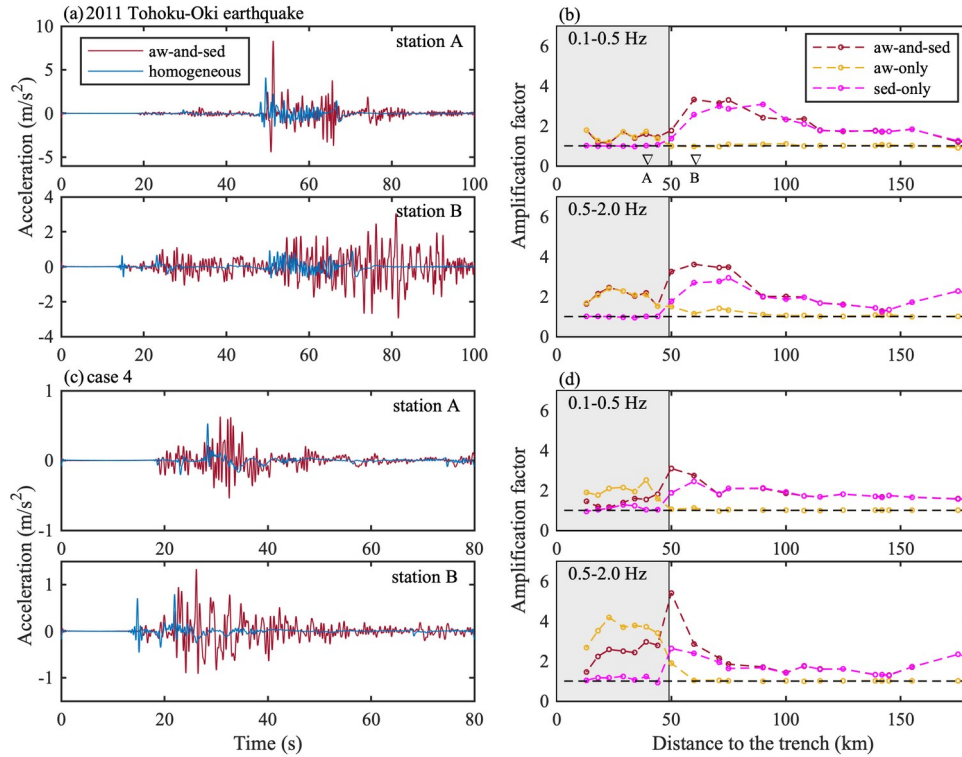 (a) 2011 Tohoku-Oki earthquake
10
5
0
-5
0 20 40 60 80 100
aw-and-sed
homogeneous
station A
4
2
0
-2
-4
0 20 40 60 80 100
station B
Acceleration (m/s²)
(b)
6
4
2
0
0 50 100 150
0.1-0.5 Hz
aw-and-sed
aw-only
sed-only
A B
6
4
2
0
0 50 100 150
0.5-2.0 Hz
Amplification factor
(c) case 4
1
0
-1
0 20 40 60 80
station A
1
0
-1
0 20 40 60 80
station B
Acceleration (m/s²)
Time (s)
(d)
6
4
2
0
0 50 100 150
0.1-0.5 Hz
6
4
2
0
0 50 100 150
0.5-2.0 Hz
Amplification factor
Distance to the trench (km)